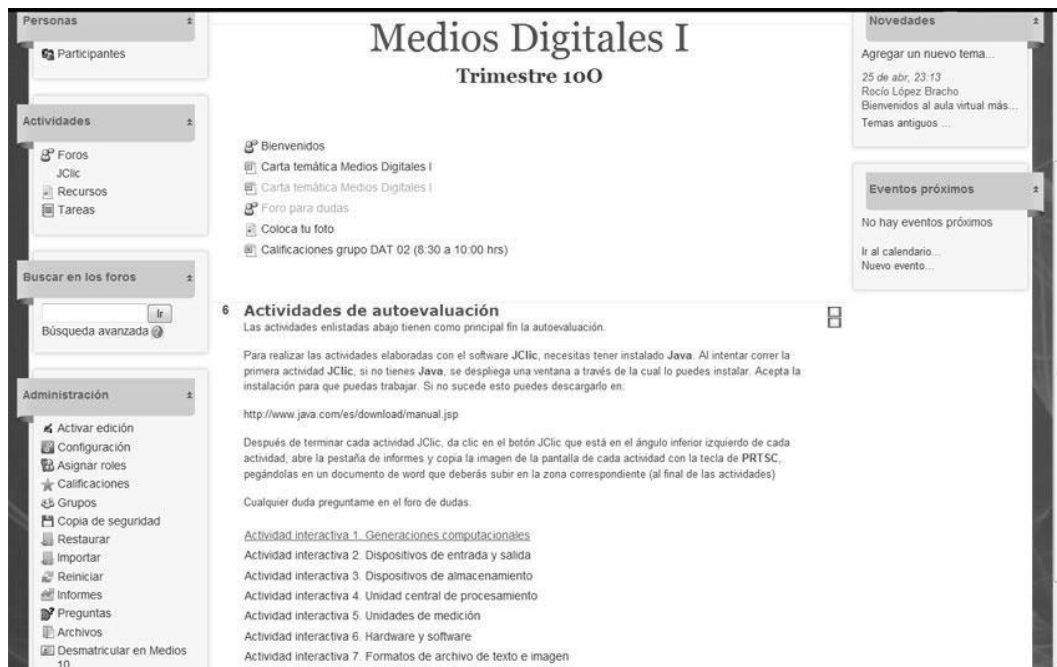 Personas
Participantes
Actividades
Foros
JClic
Recursos
Tareas
Buscar en los foros
Ir
Búsqueda avanzada
Administración
Activar edición
Configuración
Asignar roles
Calificaciones
Grupos
Copia de seguridad
Restaurar
Importar
Reiniciar
Informes
Preguntas
Archivos
Desmatricular en Medios
10
Medios Digitales I
Trimestre 10O
Bienvenidos
Carta temática Medios Digitales I
Carta temática Medios Digitales I
Foro para dudas
Coloca tu foto
Calificaciones grupo DAT 02 (8:30 a 10:00 hrs)
6 Actividades de autoevaluación
Las actividades enlistadas abajo tienen como principal fin la autoevaluación.
Para realizar las actividades elaboradas con el software JClic, necesitas tener instalado Java. Al intentar correr la
primera actividad JClic, si no tienes Java, se despliega una ventana a través de la cual lo puedes instalar. Acepta la
instalación para que puedas trabajar. Si no sucede esto puedes descargarlo en:
http://www.java.com/es/download/manual.jsp
Después de terminar cada actividad JClic, da clic en el botón JClic que está en el ángulo inferior izquierdo de cada
actividad, abre la pestaña de informes y copia la imagen de la pantalla de cada actividad con la tecla de PRTSC,
pegándolas en un documento de word que deberás subir en la zona correspondiente (al final de las actividades)
Cualquier duda preguntame en el foro de dudas.
Actividad interactiva 1. Generaciones computacionales
Actividad interactiva 2. Dispositivos de entrada y salida
Actividad interactiva 3. Dispositivos de almacenamiento
Actividad interactiva 4. Unidad central de procesamiento
Actividad interactiva 5. Unidades de medición
Actividad interactiva 6. Hardware y software
Actividad interactiva 7. Formatos de archivo de texto e imagen
Novedades
Agregar un nuevo tema...
25 de abr, 23:13
Rocío López Bracho
Bienvenidos al aula virtual más...
Temas antiguos ...
Eventos próximos
No hay eventos próximos
Ir al calendario...
Nuevo evento...